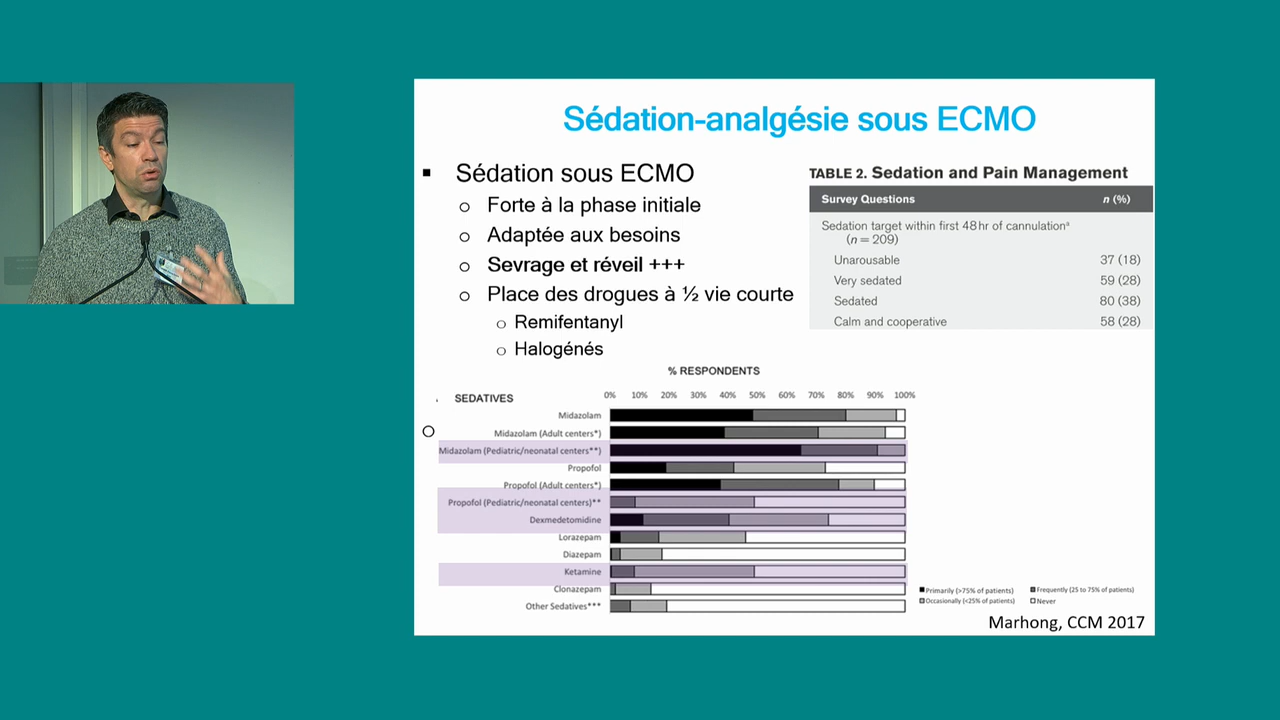 Sédation-analgésie sous ECMO
Sédation sous ECMO
Forte à la phase initiale
Adaptée aux besoins
Sevrage et réveil +++
Place des drogues à ½ vie courte
Remifentanyl
Halogénés
TABLE 2. Sedation and Pain Management
Survey Questions n (%)
Sedation target within first 48hr of cannulationª
(n = 209)
Unarousable 37 (18)
Very sedated 59 (28)
Sedated 80 (38)
Calm and cooperative 58 (28)
% RESPONDENTS
SEDATIVES 0% 10% 20% 30% 40% 50% 60% 70% 80% 90% 100%
Midazolam
Midazolam (Adult centers*)
Midazolam (Pediatric/neonatal centers**)
Propofol
Propofol (Adult centers*)
Propofol (Pediatric/neonatal centers)**
Dexmedetomidine
Lorazepam
Diazepam
Ketamine
Clonazepam
Other Sedatives***
Primarily (>75% of patients) Frequently (25 to 75% of patients)
Occasionally (<25% of patients) Never
Marhong, CCM 2017